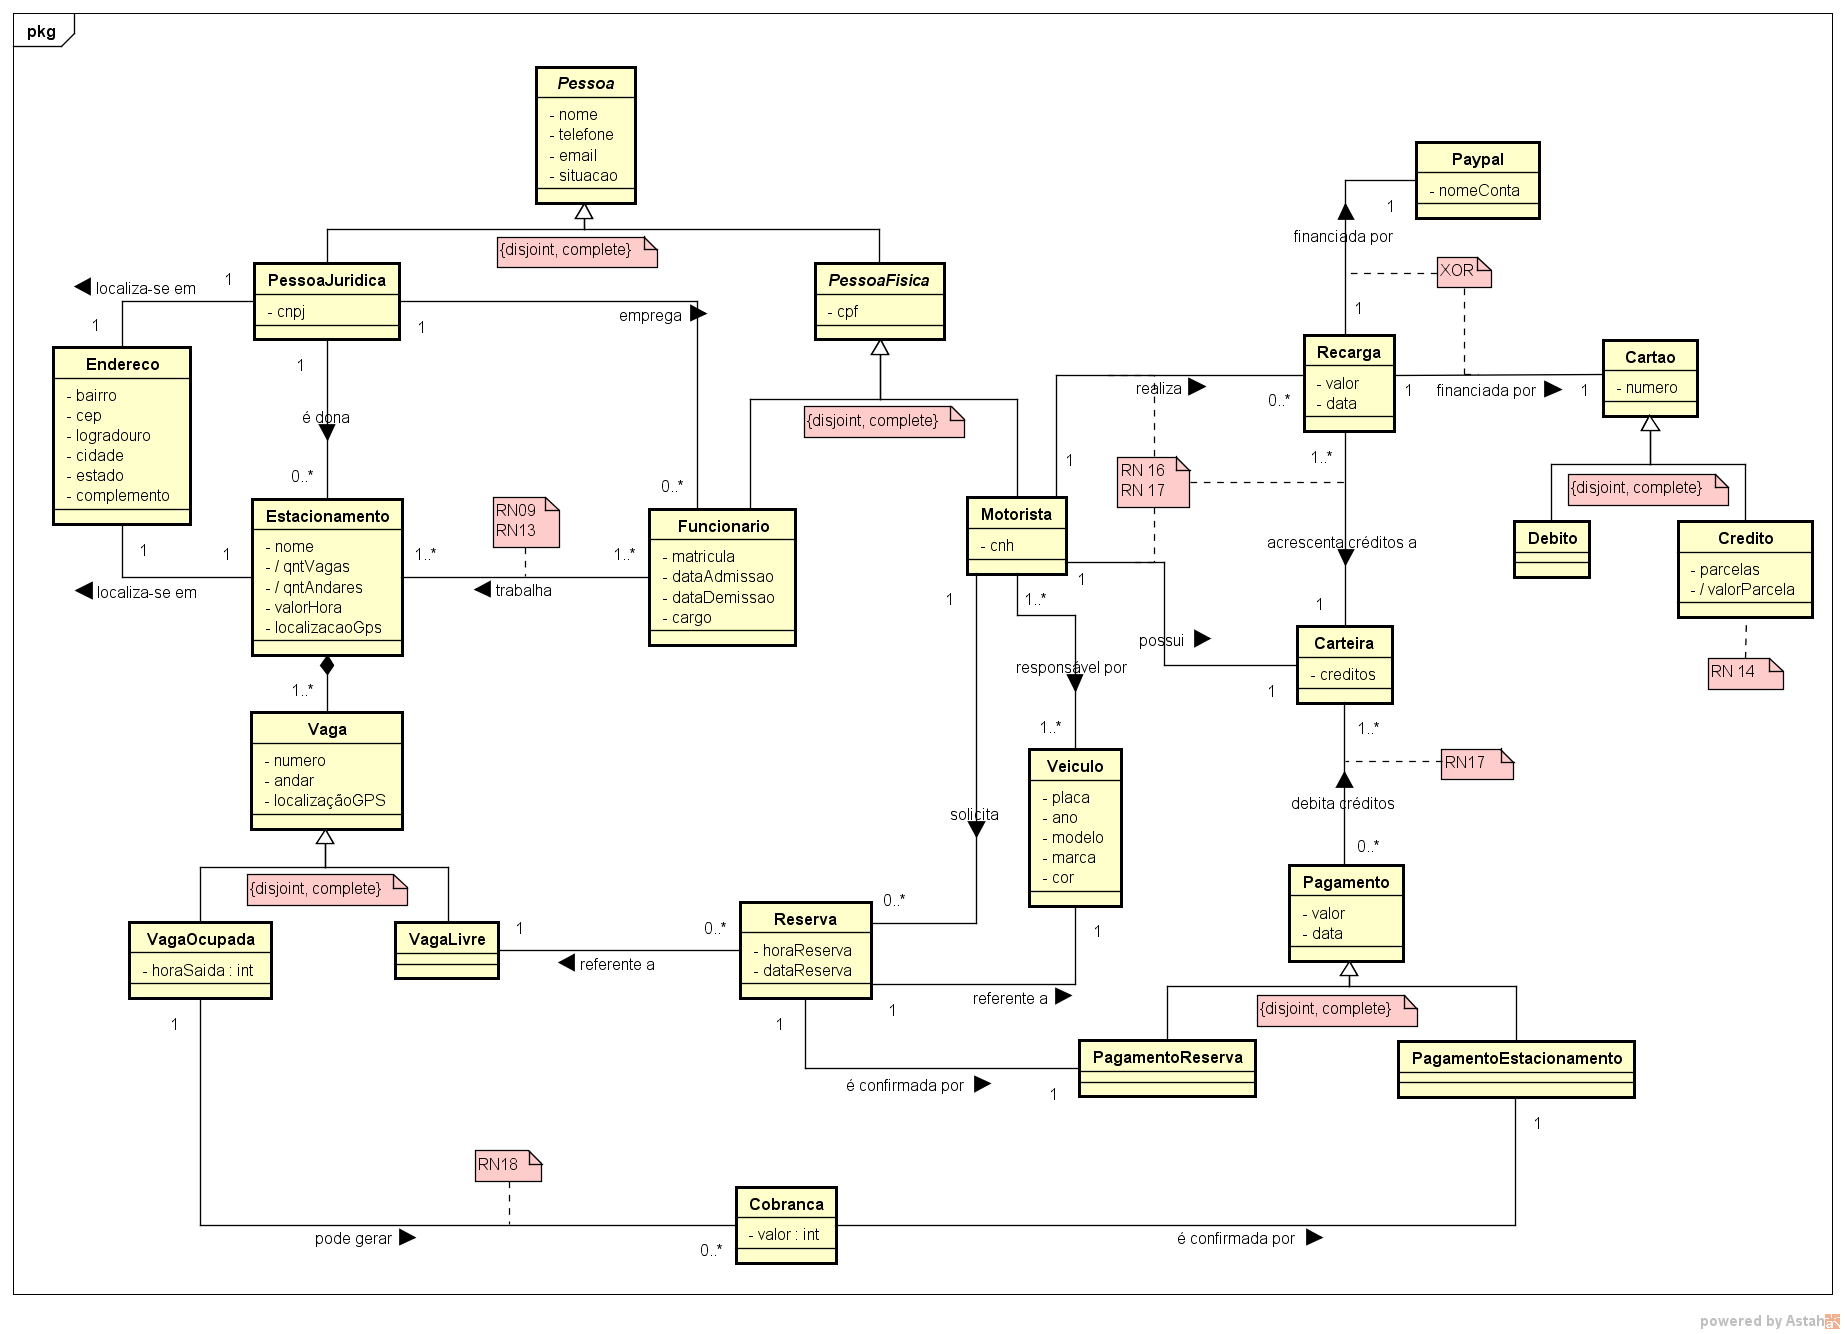 pkg
Pessoa
- nome
- telefone
- email
- situacao
{disjoint, complete}
PessoaJuridica
- cnpj
PessoaFisica
- cpf
localiza-se em
1
1
1
emprega
0..*
1
é dona
0..*
Endereco
- bairro
- cep
- logradouro
- cidade
- estado
- complemento
1
1
localiza-se em
Estacionamento
- nome
- / qntVagas
- / qntAndares
- valorHora
- localizacaoGps
1..*
RN09
RN13
1..*
trabalha
Funcionario
- matricula
- dataAdmissao
- dataDemissao
- cargo
{disjoint, complete}
Motorista
- cnh
1
realiza
0..*
RN 16
RN 17
Paypal
- nomeConta
1
financiada por
1
XOR
Recarga
- valor
- data
1
financiada por
1
Cartao
- numero
{disjoint, complete}
Debito
Credito
- parcelas
- / valorParcela
RN 14
1..*
acrescenta créditos a
1
1
possui
1
Carteira
- creditos
1..*
RN17
debita créditos
0..*
1
solicita
0..*
1..*
responsável por
1..*
Veiculo
- placa
- ano
- modelo
- marca
- cor
1
1..*
Vaga
- numero
- andar
- localizaçãoGPS
{disjoint, complete}
VagaOcupada
- horaSaida : int
VagaLivre
1
0..*
referente a
Reserva
- horaReserva
- dataReserva
referente a
1
1
é confirmada por
1
Pagamento
- valor
- data
{disjoint, complete}
PagamentoReserva
PagamentoEstacionamento
1
1
RN18
pode gerar
0..*
Cobranca
- valor : int
é confirmada por
powered by Astah